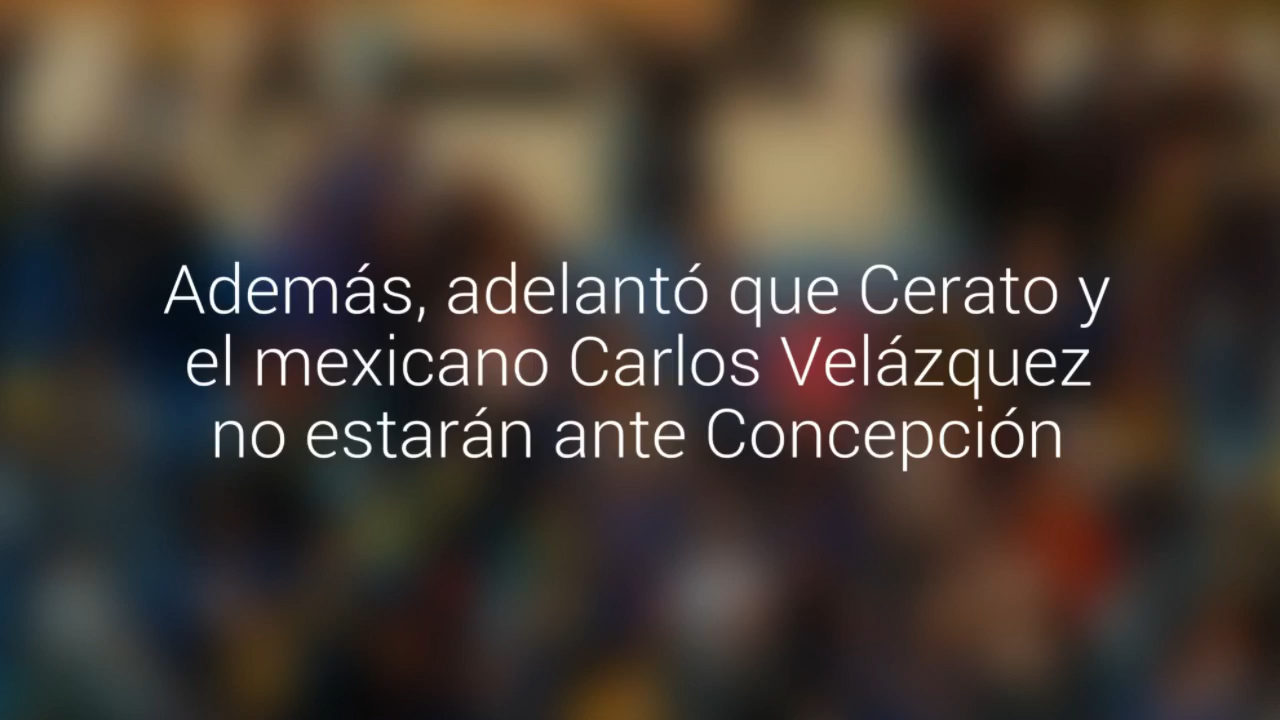 Además, adelantó que Cerato y
el mexicano Carlos Velázquez
no estarán ante Concepción